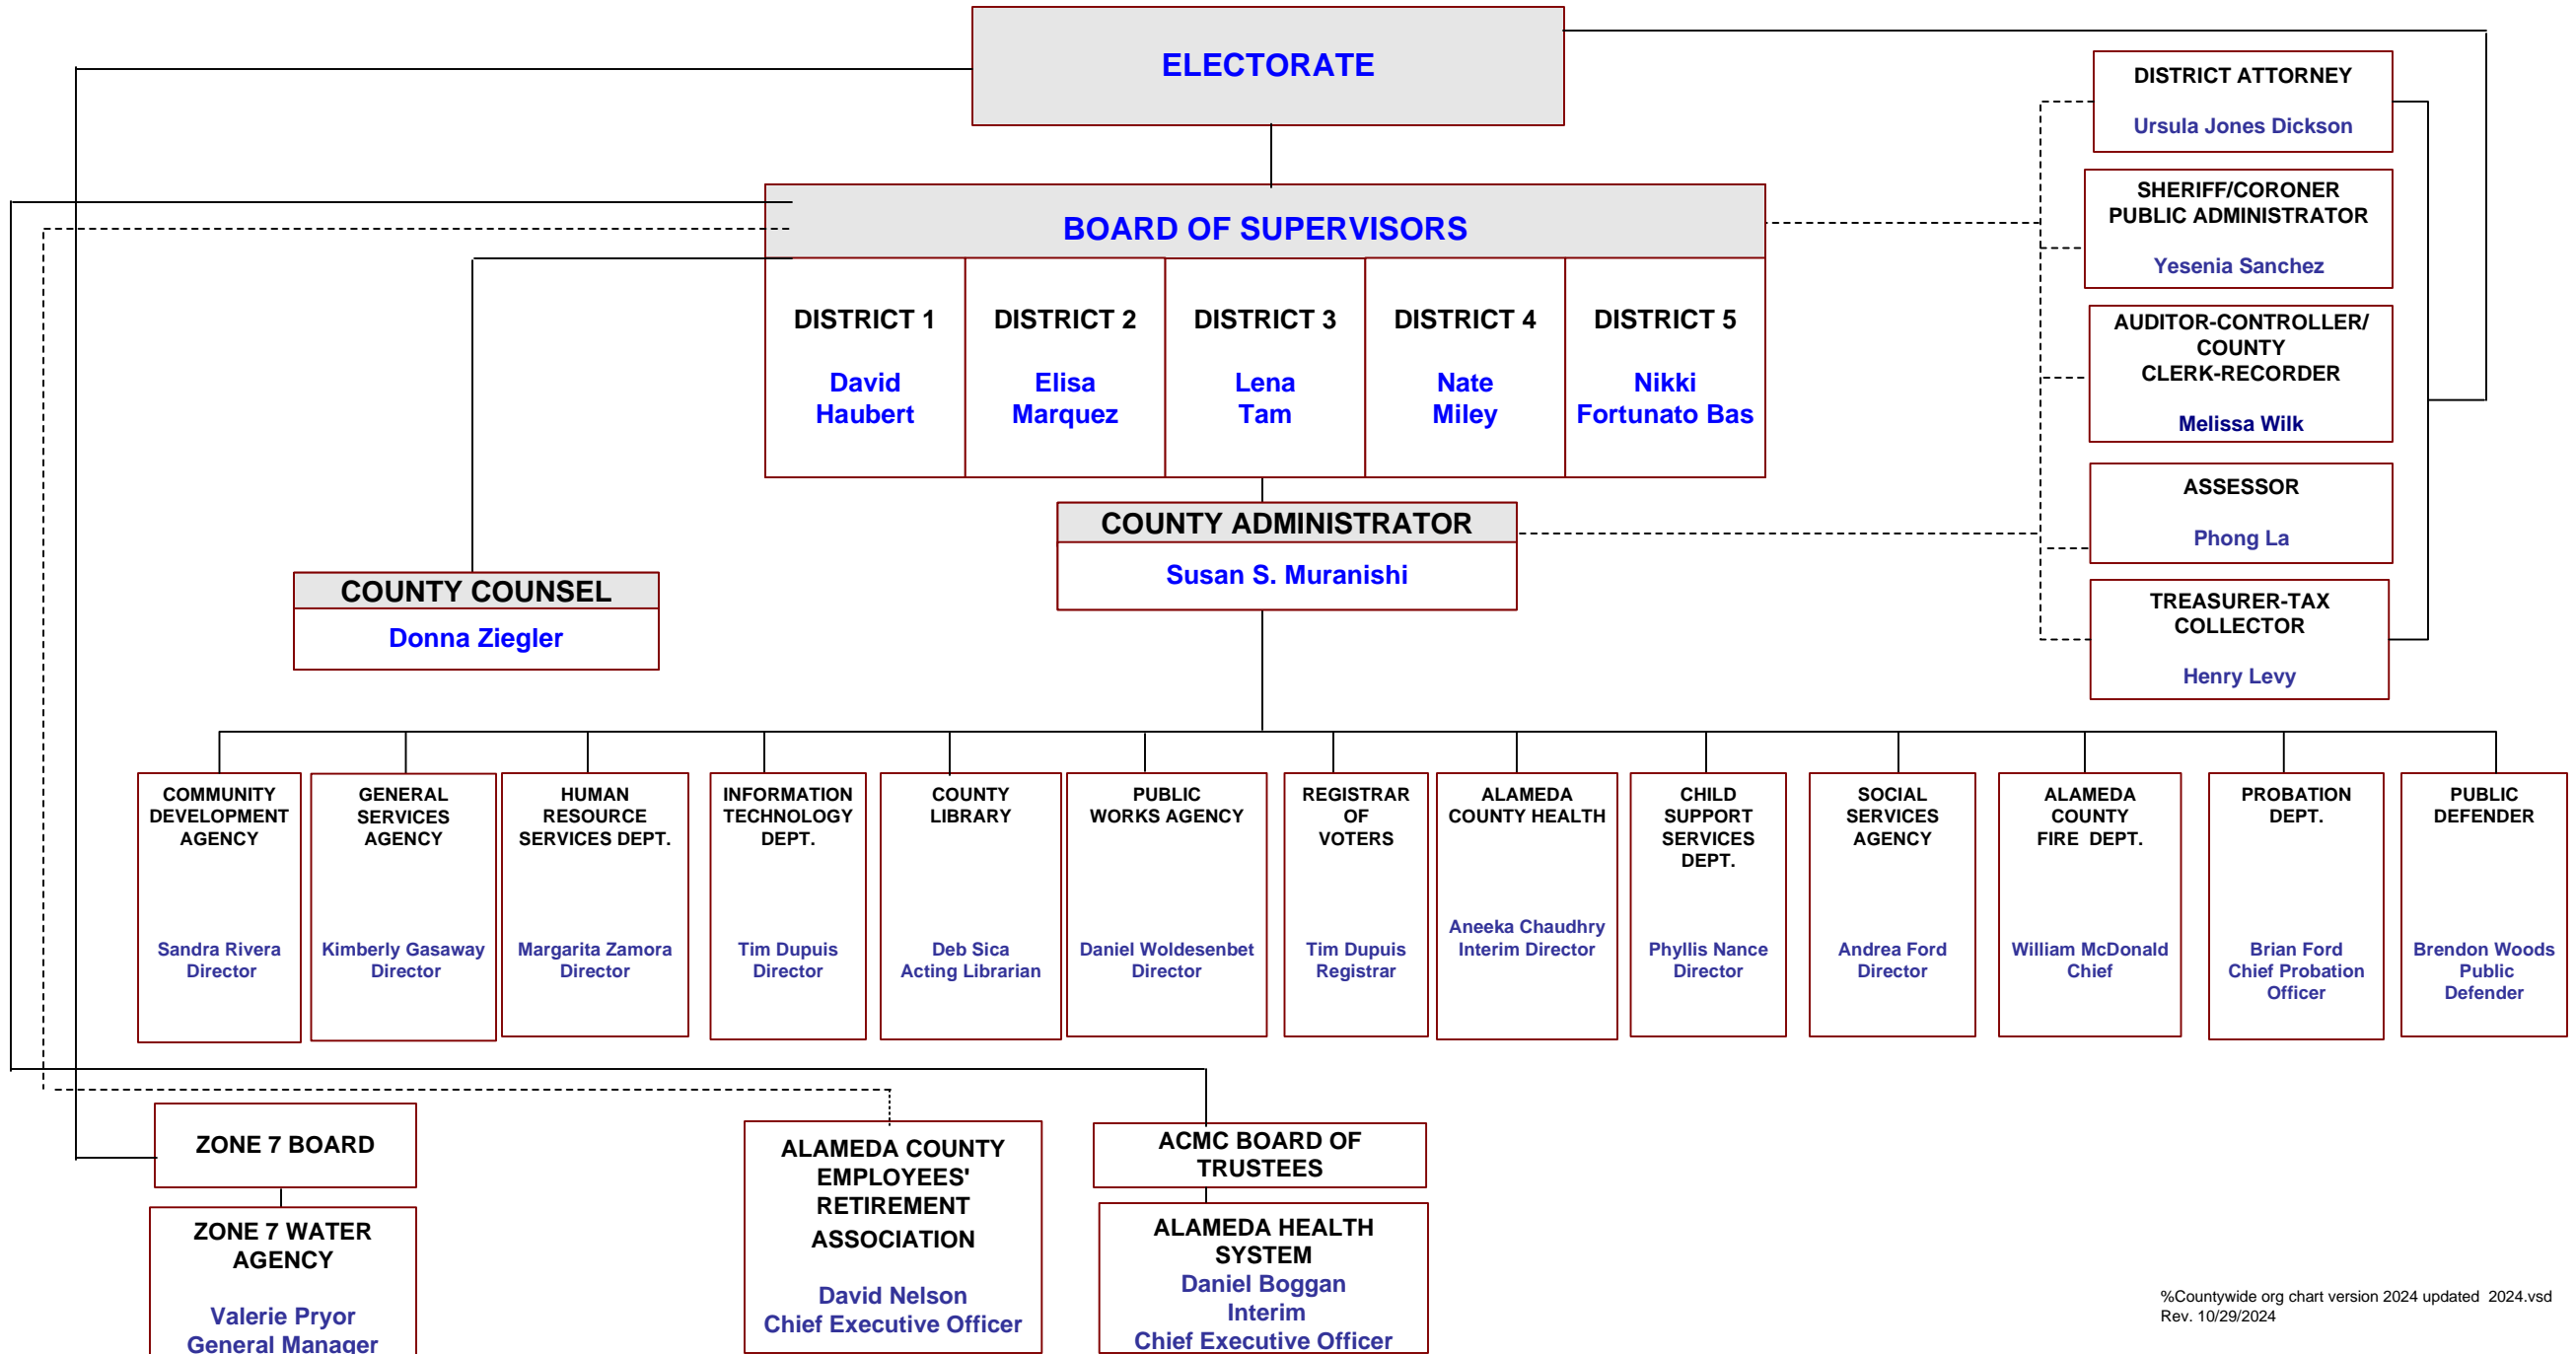 ELECTORATE
DISTRICT ATTORNEY
Ursula Jones Dickson
SHERIFF/CORONER
PUBLIC ADMINISTRATOR
Yesenia Sanchez
AUDITOR-CONTROLLER/
COUNTY
CLERK-RECORDER
Melissa Wilk
ASSESSOR
Phong La
TREASURER-TAX
COLLECTOR
Henry Levy
BOARD OF SUPERVISORS
DISTRICT 1
David
Haubert
DISTRICT 2
Elisa
Marquez
DISTRICT 3
Lena
Tam
DISTRICT 4
Nate
Miley
DISTRICT 5
Nikki
Fortunato Bas
COUNTY ADMINISTRATOR
Susan S. Muranishi
COUNTY COUNSEL
Donna Ziegler
COMMUNITY
DEVELOPMENT
AGENCY
Sandra Rivera
Director
GENERAL
SERVICES
AGENCY
Kimberly Gasaway
Director
HUMAN
RESOURCE
SERVICES DEPT.
Margarita Zamora
Director
INFORMATION
TECHNOLOGY
DEPT.
Tim Dupuis
Director
COUNTY
LIBRARY
Deb Sica
Acting Librarian
PUBLIC
WORKS AGENCY
Daniel Woldesenbet
Director
REGISTRAR
OF
VOTERS
Tim Dupuis
Registrar
ALAMEDA
COUNTY HEALTH
Aneeka Chaudhry
Interim Director
CHILD
SUPPORT
SERVICES
DEPT.
Phyllis Nance
Director
SOCIAL
SERVICES
AGENCY
Andrea Ford
Director
ALAMEDA
COUNTY
FIRE  DEPT.
William McDonald
Chief
PROBATION
DEPT.
Brian Ford
Chief Probation
Officer
PUBLIC
DEFENDER
Brendon Woods
Public
Defender
ZONE 7 BOARD
ZONE 7 WATER
AGENCY
Valerie Pryor
General Manager
ALAMEDA COUNTY
EMPLOYEES'
RETIREMENT
ASSOCIATION
David Nelson
Chief Executive Officer
ACMC BOARD OF
TRUSTEES
ALAMEDA HEALTH
SYSTEM
Daniel Boggan
Interim
Chief Executive Officer
%Countywide org chart version 2024 updated  2024.vsd
Rev. 10/29/2024